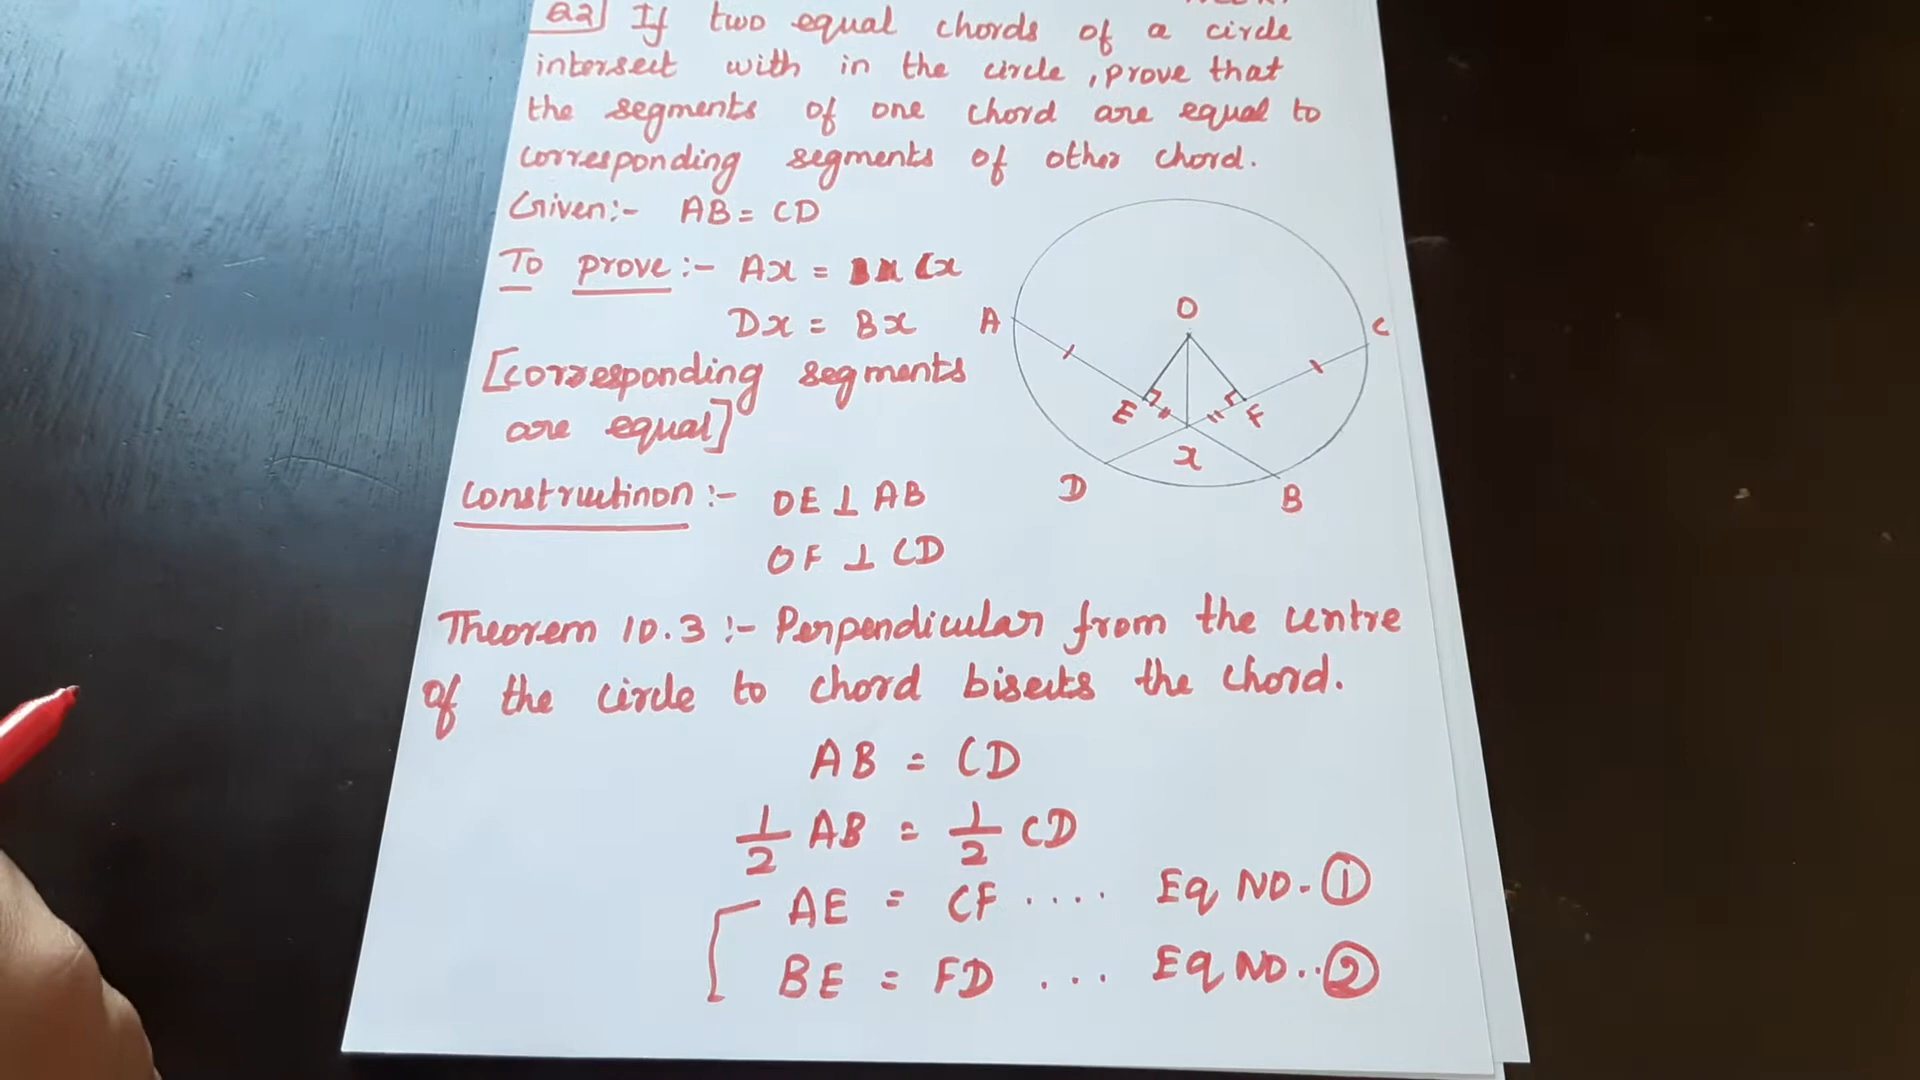 Q2] If two equal chords of a circle
intersect with in the circle, prove that
the segments of one chord are equal to
corresponding segments of other chord.
Given:- AB = CD
To prove:- Ax = Cx
Dx = Bx
[corresponding segments
are equal]
Constructinon:- OE ⊥ AB
OF ⊥ CD
O
A
C
E
F
x
D
B
Theorem 10.3:- Perpendicular from the centre
of the circle to chord bisects the chord.
AB = CD
1/2 AB = 1/2 CD
AE = CF .... Eq NO-①
BE = FD ... Eq NO..②